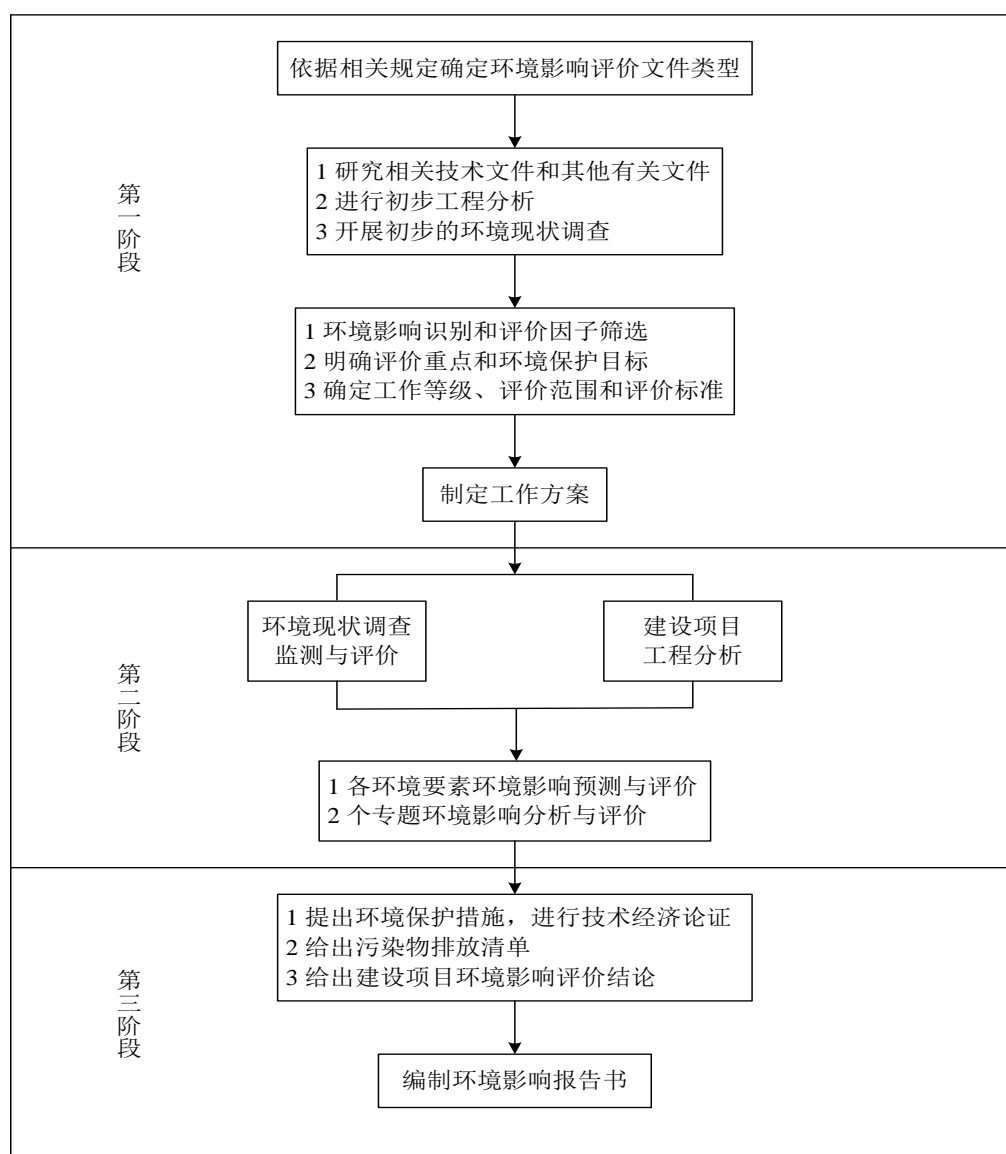 第一阶段
依据相关规定确定环境影响评价文件类型
1 研究相关技术文件和其他有关文件
2 进行初步工程分析
3 开展初步的环境现状调查
1 环境影响识别和评价因子筛选
2 明确评价重点和环境保护目标
3 确定工作等级、评价范围和评价标准
制定工作方案
第二阶段
环境现状调查
监测与评价
建设项目
工程分析
1 各环境要素环境影响预测与评价
2 个专题环境影响分析与评价
第三阶段
1 提出环境保护措施，进行技术经济论证
2 给出污染物排放清单
3 给出建设项目环境影响评价结论
编制环境影响报告书